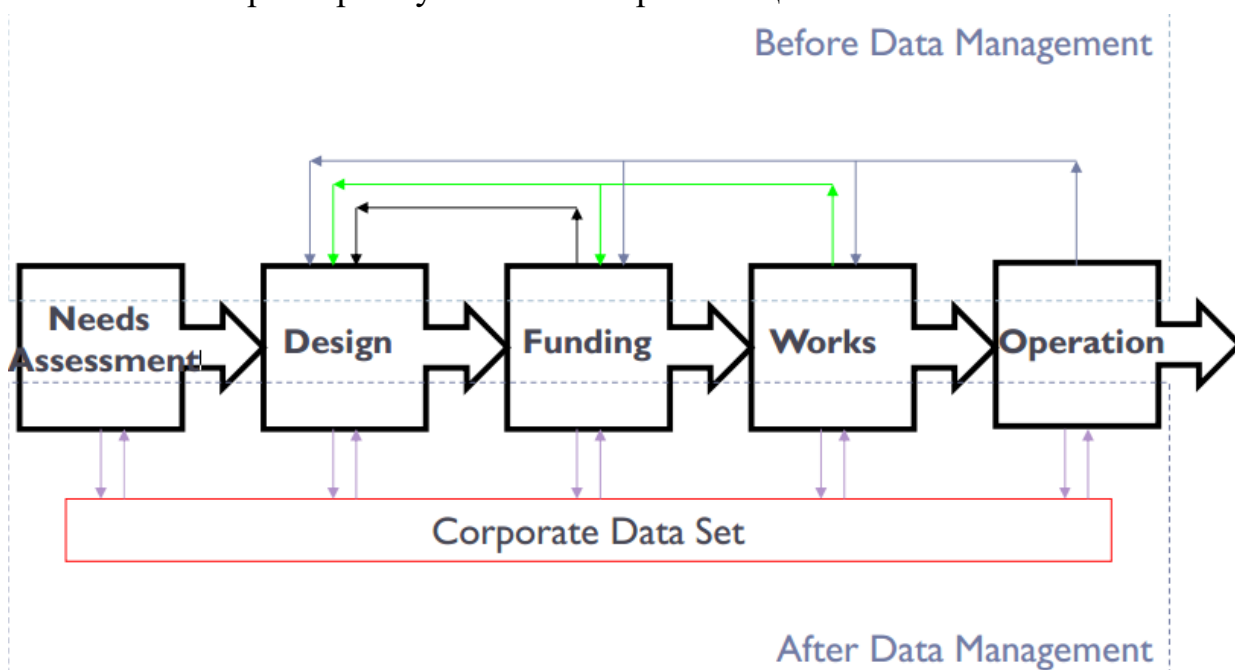 Before Data Management
Needs
Assessment
Design
Funding
Works
Operation
Corporate Data Set
After Data Management